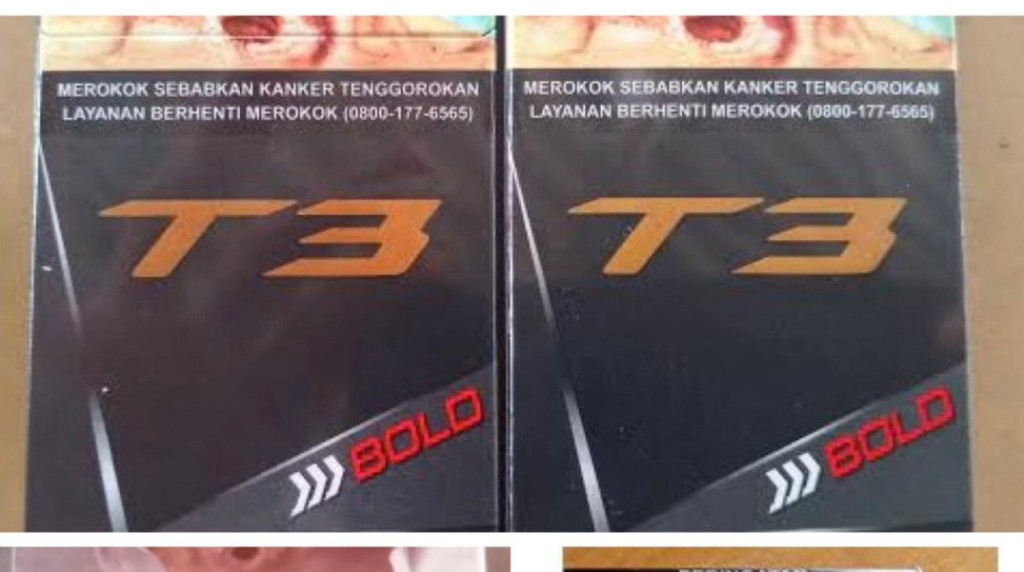 MEROKOK SEBABKAN KANKER TENGGOROKAN
LAYANAN BERHENTI MEROKOK (0800-177-6565)
T3
BOLD
MEROKOK SEBABKAN KANKER TENGGOROKAN
LAYANAN BERHENTI MEROKOK (0800-177-6565)
T3
BOLD